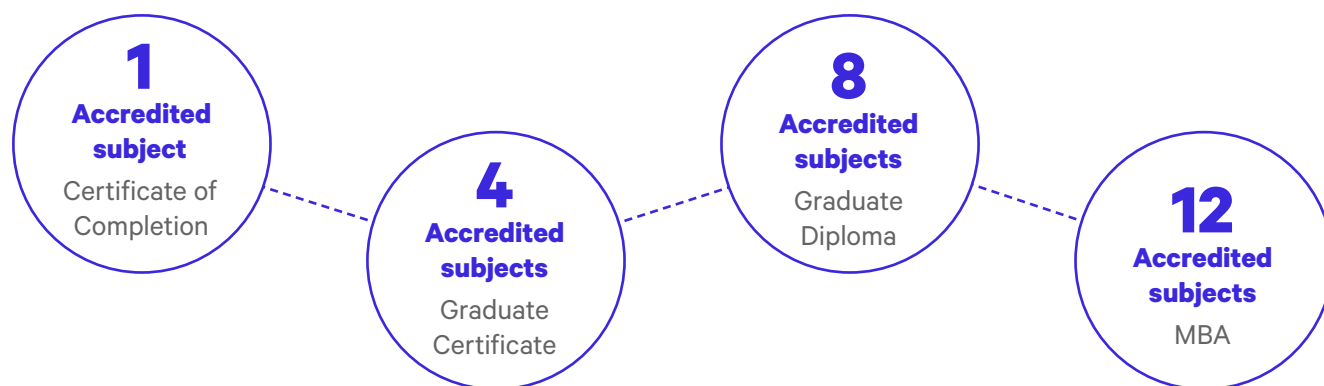 1
Accredited
subject
Certificate of
Completion
4
Accredited
subjects
Graduate
Certificate
8
Accredited
subjects
Graduate
Diploma
12
Accredited
subjects
MBA